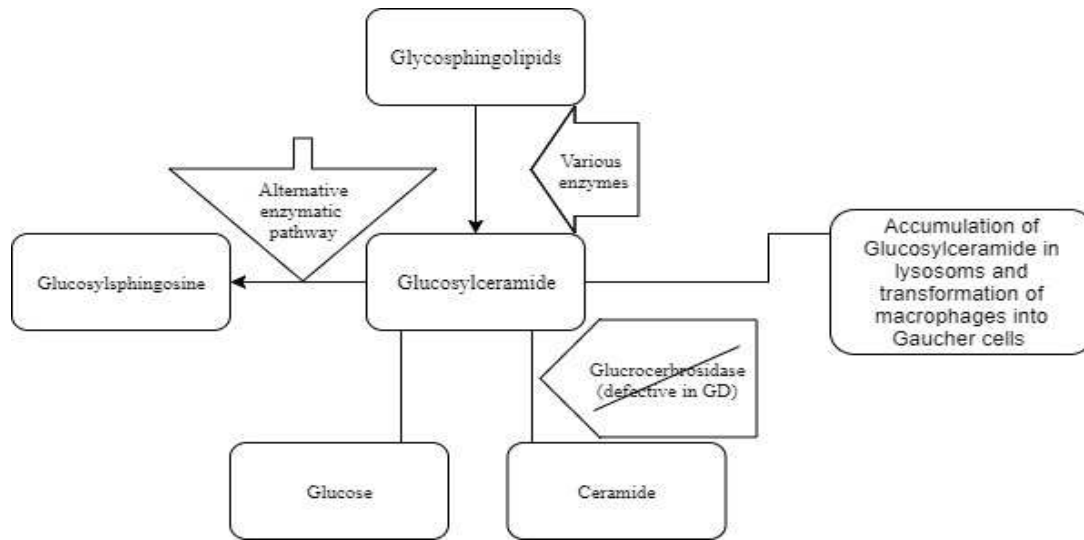 Glycosphingolipids
Various
enzymes
Alternative
enzymatic
pathway
Glucosylsphingosine
Glucosylceramide
Accumulation of
Glucosylceramide in
lysosoms and
transformation of
macrophages into
Gaucher cells
Glucrocerbrosidase
(defective in GD)
Glucose
Ceramide